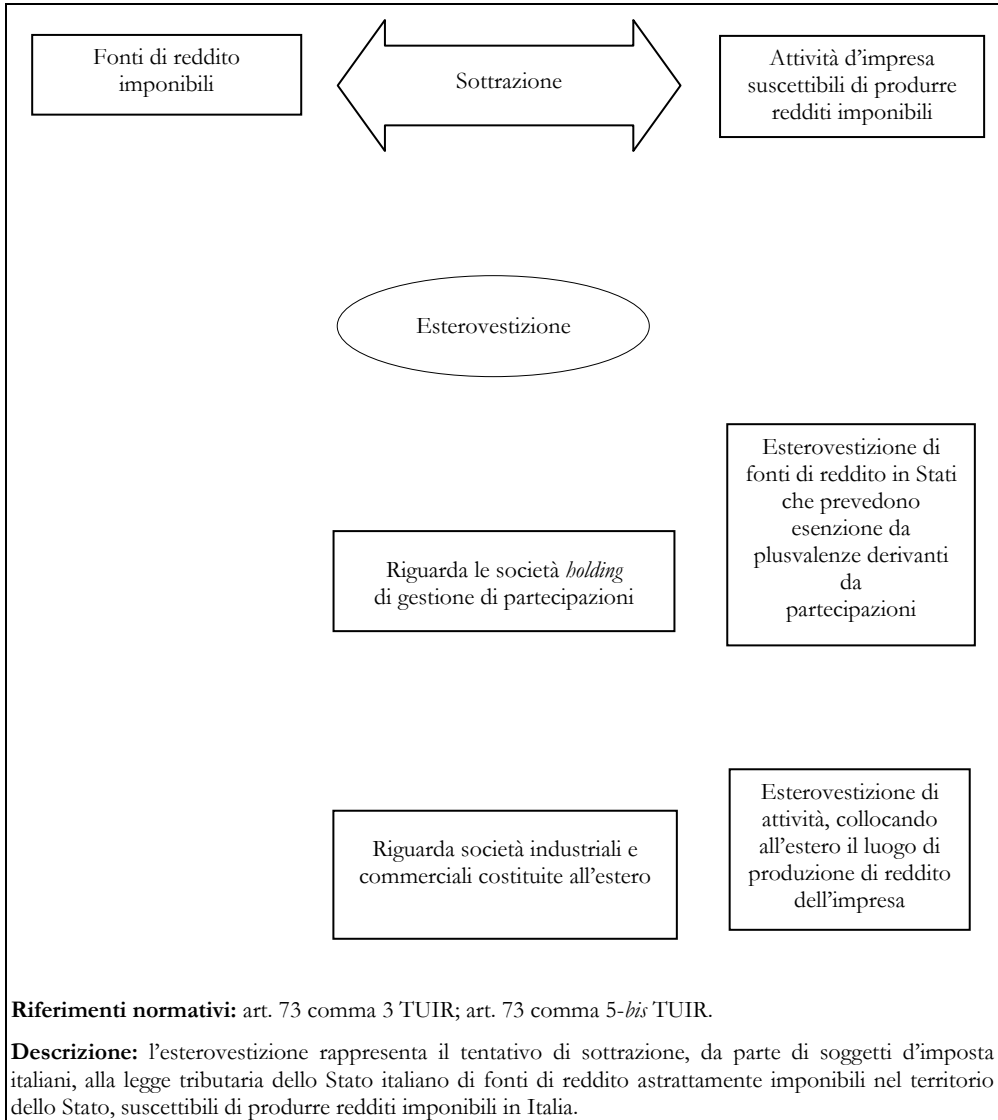 Fonti di reddito
imponibili
Sottrazione
Attività d’impresa
suscettibili di produrre
redditi imponibili
Esterovestizione
Riguarda le società holding
di gestione di partecipazioni
Esterovestizione di
fonti di reddito in Stati
che prevedono
esenzione da
plusvalenze derivanti
da
partecipazioni
Riguarda società industriali e
commerciali costituite all’estero
Esterovestizione di
attività, collocando
all’estero il luogo di
produzione di reddito
dell’impresa
Riferimenti normativi: art. 73 comma 3 TUIR; art. 73 comma 5-bis TUIR.
Descrizione: l’esterovestizione rappresenta il tentativo di sottrazione, da parte di soggetti d’imposta
italiani, alla legge tributaria dello Stato italiano di fonti di reddito astrattamente imponibili nel territorio
dello Stato, suscettibili di produrre redditi imponibili in Italia.